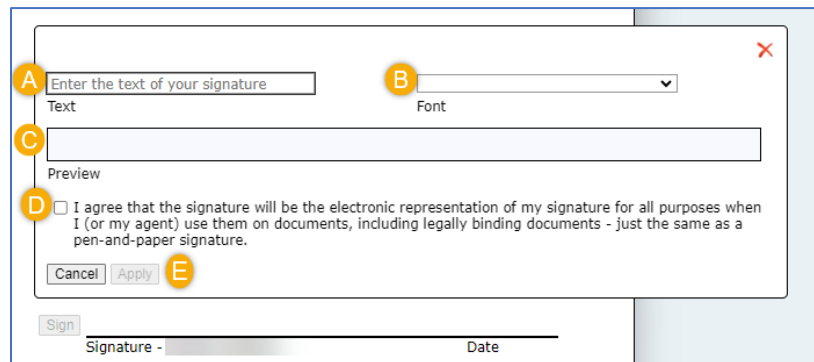 A Enter the text of your signature B
Text Font
C
Preview
D I agree that the signature will be the electronic representation of my signature for all purposes when
I (or my agent) use them on documents, including legally binding documents - just the same as a
pen-and-paper signature.
Cancel Apply E
Sign
Signature - Date